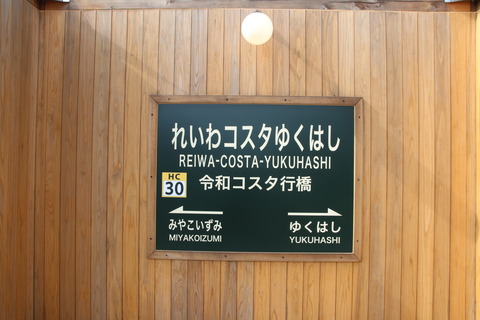 れいわコスタゆくはし
REIWA-COSTA-YUKUHASHI
HC
30
令和コスタ行橋
みやこいずみ
MIYAKOIZUMI
ゆくはし
YUKUHASHI